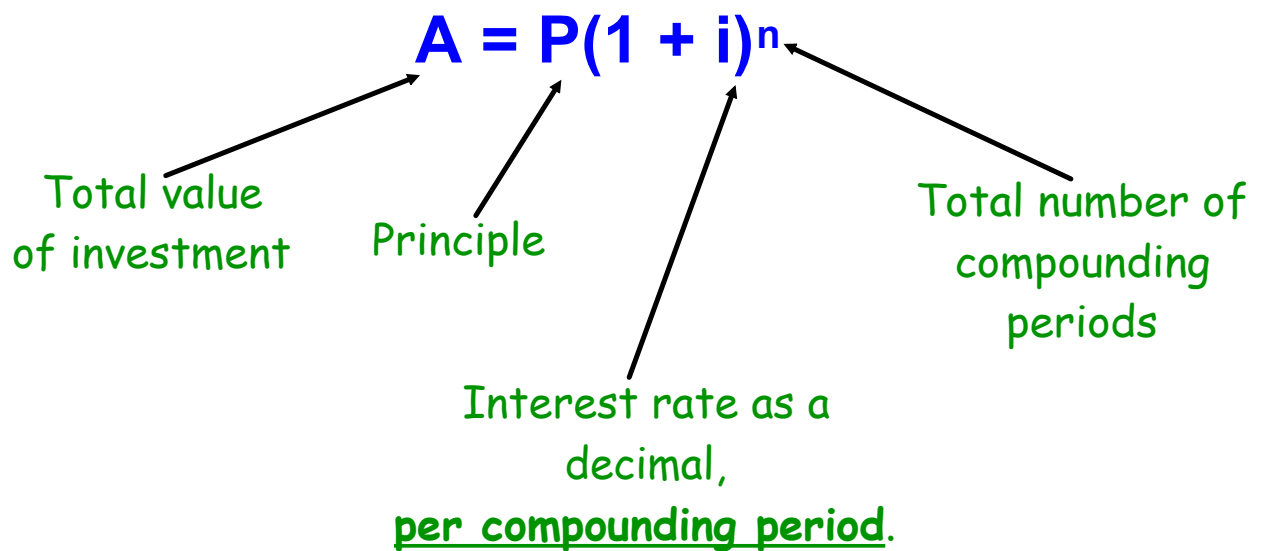 A = P(1 + i)ⁿ
Total value
of investment
Principle
Total number of
compounding
periods
Interest rate as a
decimal,
per compounding period.